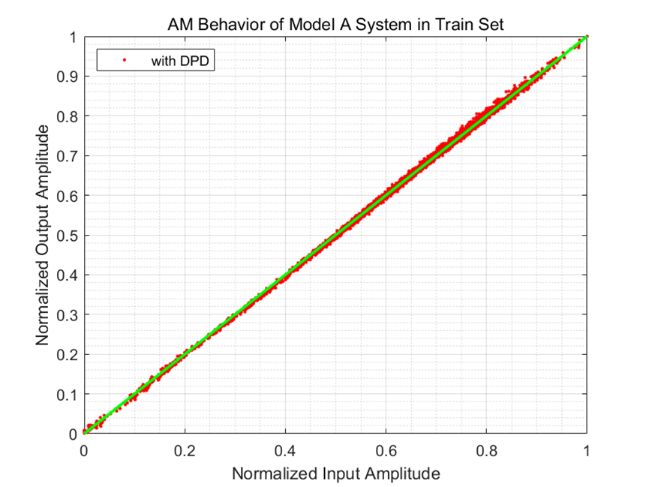 AM Behavior of Model A System in Train Set
1
with DPD
0.9
0.8
0.7
0.6
0.5
0.4
0.3
0.2
0.1
0
Normalized Output Amplitude
0 0.2 0.4 0.6 0.8 1
Normalized Input Amplitude